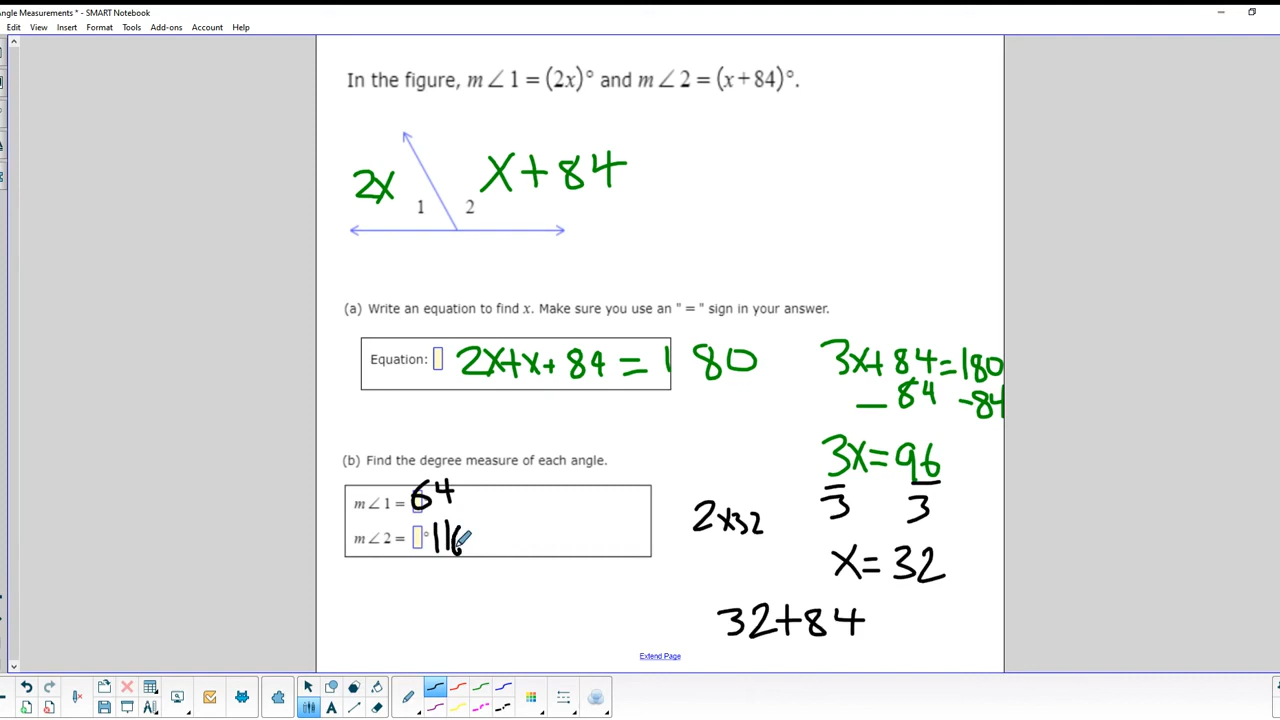 Angle Measurements * - SMART Notebook
Edit View Insert Format Tools Add-ons Account Help
In the figure, m∠1 = (2x)° and m∠2 = (x+84)°.
2x x+84
1 2
(a) Write an equation to find x. Make sure you use an " = " sign in your answer.
Equation: 2x+x+84=180
3x+84=180
-84 -84
3x=96
3 3
x=32
(b) Find the degree measure of each angle.
m∠1 = 64
m∠2 = °116
2x32
32+84
Extend Page